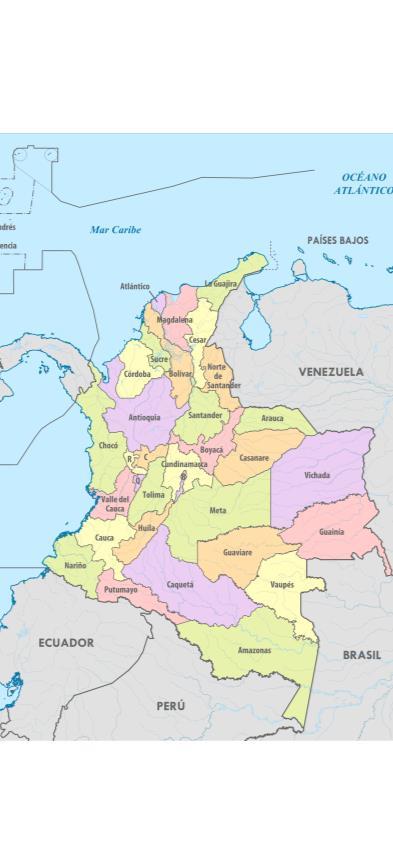 OCÉANO
ATLÁNTICO
Mar Caribe
PAÍSES BAJOS
La Guajira
Atlántico
Magdalena
Cesar
VENEZUELA
Sucre
Córdoba
Bolívar
Norte
de
Santander
Antioquia
Santander
Arauca
Chocó
Boyacá
R
C
Cundinamarca
Casanare
Q
Vichada
Valle del
Cauca
Tolima
Meta
Huila
Guainía
Cauca
Guaviare
Nariño
Caquetá
Vaupés
Putumayo
ECUADOR
Amazonas
BRASIL
PERÚ